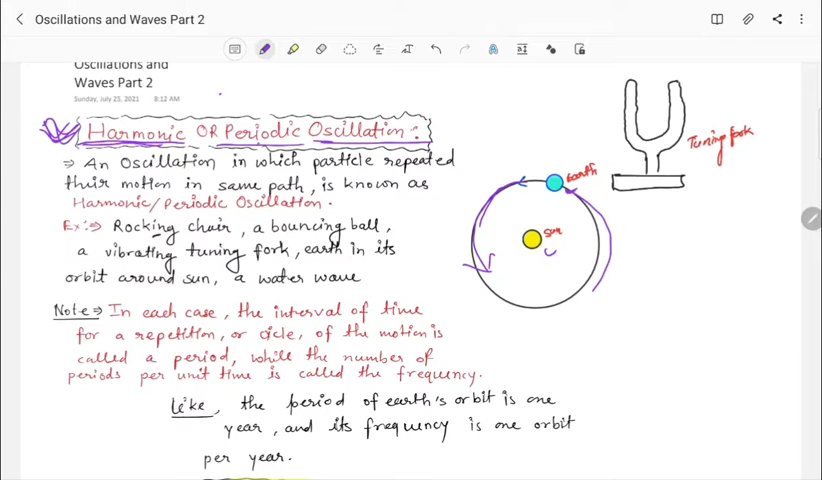 Oscillations and Waves Part 2
Oscillations and
Waves Part 2
Sunday, July 25, 2021 8:12 AM
Harmonic OR Periodic Oscillation :
⇒ An Oscillation in which particle repeated
their motion in same path, is known as
Harmonic/Periodic Oscillation.
Ex:⇒ Rocking chair, a bouncing ball,
a vibrating tuning fork, earth in its
orbit around sun, a water wave
Note⇒ In each case, the interval of time
for a repetition, or cicle, of the motion is
called a period, while the number of
periods per unit time is called the frequency.
Like, the period of earth's orbit is one
year, and its frequency is one orbit
per year.
Earth
Sun
Tuning fork